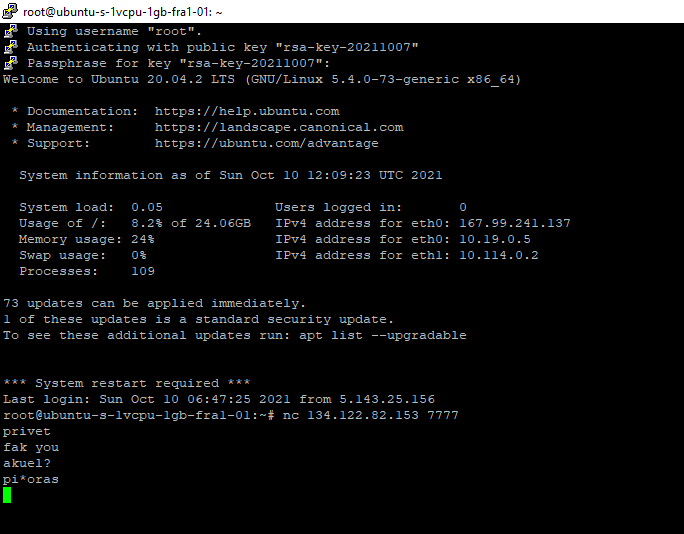 root@ubuntu-s-1vcpu-1gb-fra1-01: ~
Using username "root".
Authenticating with public key "rsa-key-20211007"
Passphrase for key "rsa-key-20211007":
Welcome to Ubuntu 20.04.2 LTS (GNU/Linux 5.4.0-73-generic x86_64)
* Documentation:  https://help.ubuntu.com
* Management:     https://landscape.canonical.com
* Support:        https://ubuntu.com/advantage
System information as of Sun Oct 10 12:09:23 UTC 2021
System load:  0.05              Users logged in:       0
Usage of /:   8.2% of 24.06GB   IPv4 address for eth0: 167.99.241.137
Memory usage: 24%               IPv4 address for eth0: 10.19.0.5
Swap usage:   0%                IPv4 address for eth1: 10.114.0.2
Processes:    109
73 updates can be applied immediately.
1 of these updates is a standard security update.
To see these additional updates run: apt list --upgradable
*** System restart required ***
Last login: Sun Oct 10 06:47:25 2021 from 5.143.25.156
root@ubuntu-s-1vcpu-1gb-fra1-01:~# nc 134.122.82.153 7777
privet
fak you
akuel?
pi*oras